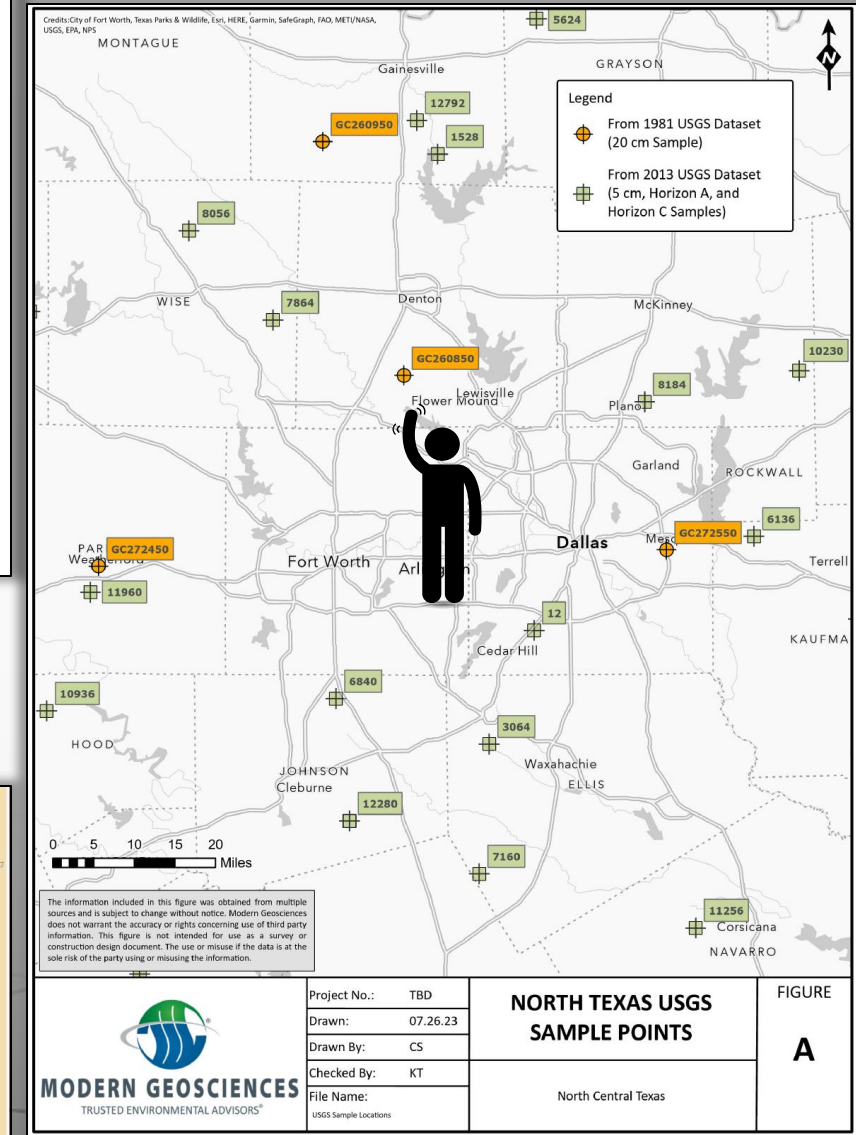 Credits:City of Fort Worth, Texas Parks & Wildlife, Esri, HERE, Garmin, SafeGraph, FAO, METI/NASA,
USGS, EPA, NPS
MONTAGUE
5624
GRAYSON
N
Gainesville
Legend
From 1981 USGS Dataset
(20 cm Sample)
From 2013 USGS Dataset
(5 cm, Horizon A, and
Horizon C Samples)
12792
GC260950
1528
8056
WISE
Denton
McKinney
7864
10230
GC260850
8184
Lewisville
Flower Mound
Plano
Garland
ROCKWALL
6136
GC272550
Dallas
GC272450
Fort Worth
Terrell
11960
12
KAUFMA
Cedar Hill
6840
10936
3064
HOOD
Waxahachie
JOHNSON
ELLIS
Cleburne
12280
0 5 10 15 20
Miles
7160
11256
Corsicana
NAVARRO
The information included in this figure was obtained from multiple
sources and is subject to change without notice. Modern Geosciences
does not warrant the accuracy or rights concerning use of third party
information. This figure is not intended for use as a survey or
construction design document. The use or misuse if the data is at the
sole risk of the party using or misusing the information.
MODERN GEOSCIENCES
TRUSTED ENVIRONMENTAL ADVISORS®
Project No.: TBD
Drawn: 07.26.23
Drawn By: CS
Checked By: KT
File Name:
USGS Sample Locations
NORTH TEXAS USGS
SAMPLE POINTS
North Central Texas
FIGURE
A